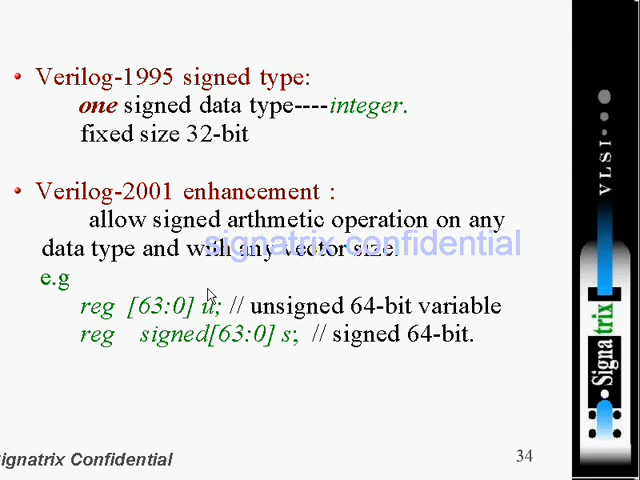 Verilog-1995 signed type:
one signed data type----integer.
fixed size 32-bit
Verilog-2001 enhancement :
allow signed arthmetic operation on any
data type and with any vector size.
signatrix confidential
e.g
reg [63:0] u; // unsigned 64-bit variable
reg signed[63:0] s; // signed 64-bit.
ignatrix Confidential
34
VLSI
Signatrix